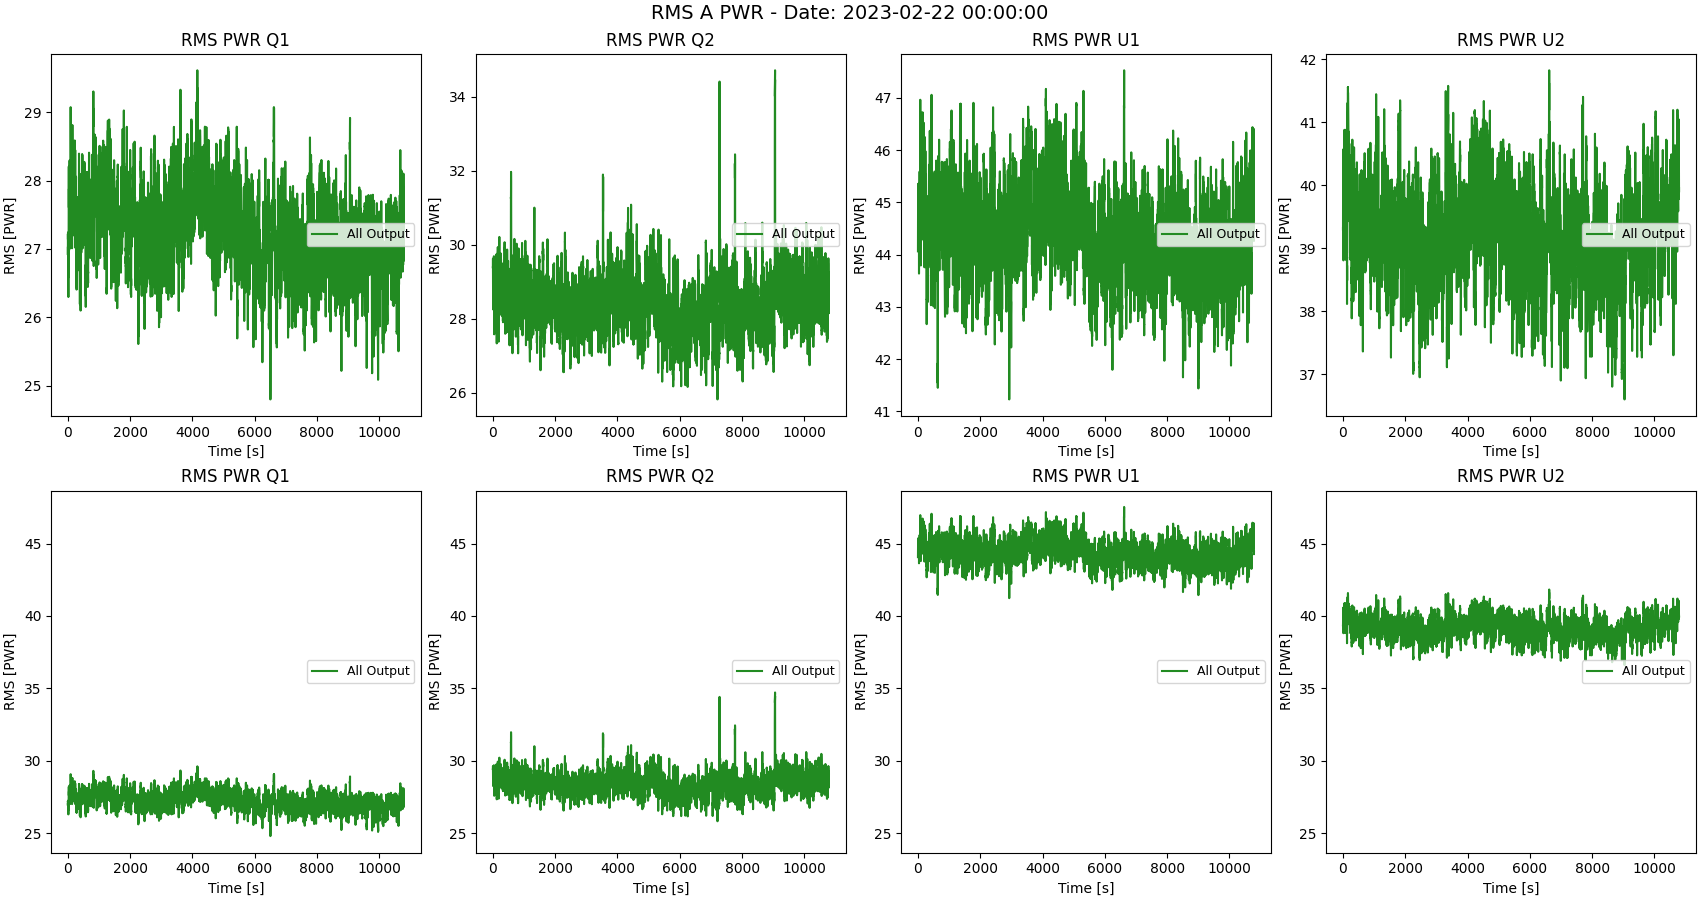 RMS A PWR - Date: 2023-02-22 00:00:00
RMS PWR Q1
RMS [PWR]
29
28
27
26
25
All Output
0 2000 4000 6000 8000 10000
Time [s]
RMS PWR Q2
RMS [PWR]
34
32
30
28
26
All Output
0 2000 4000 6000 8000 10000
Time [s]
RMS PWR U1
RMS [PWR]
47
46
45
44
43
42
41
All Output
0 2000 4000 6000 8000 10000
Time [s]
RMS PWR U2
RMS [PWR]
42
41
40
39
38
37
All Output
0 2000 4000 6000 8000 10000
Time [s]
RMS PWR Q1
RMS [PWR]
45
40
35
30
25
All Output
0 2000 4000 6000 8000 10000
Time [s]
RMS PWR Q2
RMS [PWR]
45
40
35
30
25
All Output
0 2000 4000 6000 8000 10000
Time [s]
RMS PWR U1
RMS [PWR]
45
40
35
30
25
All Output
0 2000 4000 6000 8000 10000
Time [s]
RMS PWR U2
RMS [PWR]
45
40
35
30
25
All Output
0 2000 4000 6000 8000 10000
Time [s]